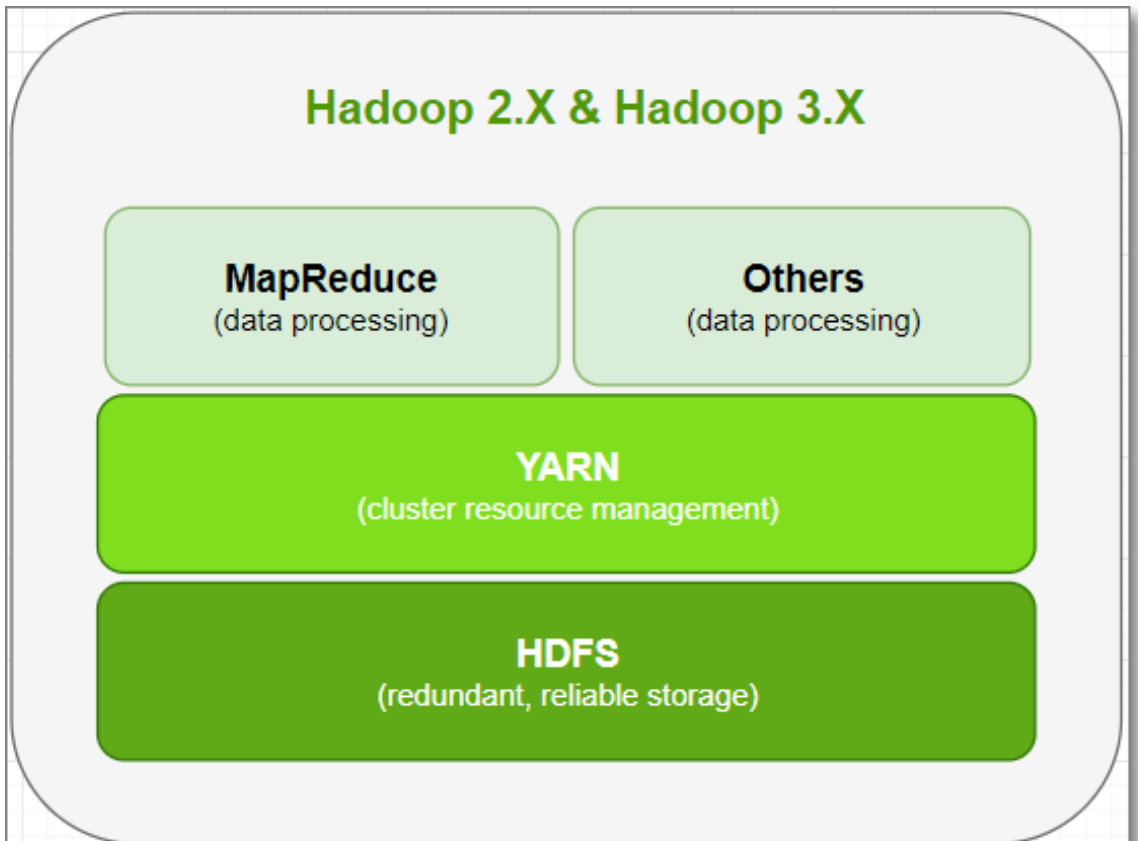 Hadoop 2.X & Hadoop 3.X
MapReduce
(data processing)
Others
(data processing)
YARN
(cluster resource management)
HDFS
(redundant, reliable storage)